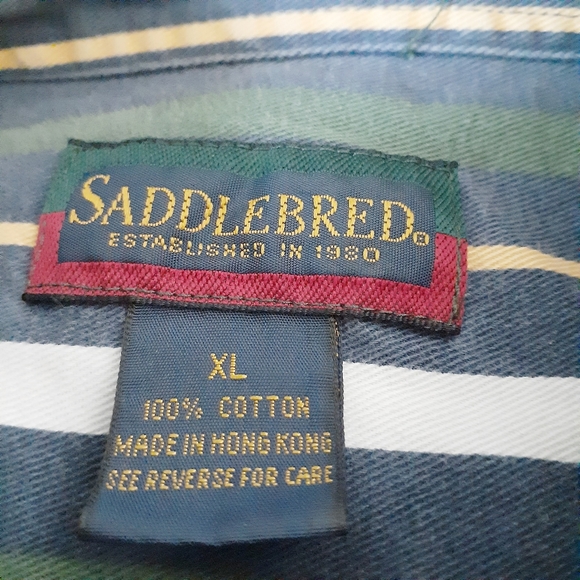 SADDLEBRED®
ESTABLISHED IN 1980
XL
100% COTTON
MADE IN HONG KONG
SEE REVERSE FOR CARE